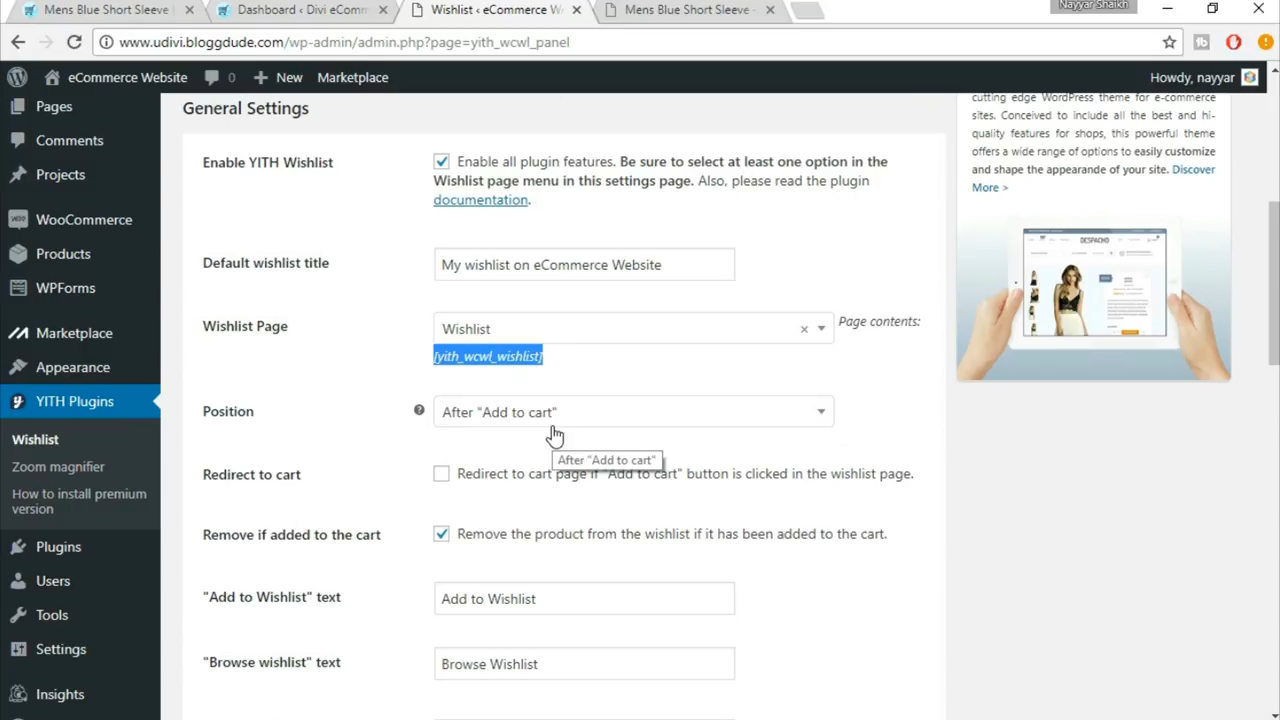 Mens Blue Short Sleeve
Dashboard ‹ Divi eComm
Wishlist ‹ eCommerce W
Mens Blue Short Sleeve -
Nayyar Shaikh
www.udivi.bloggdude.com/wp-admin/admin.php?page=yith_wcwl_panel
eCommerce Website
0
New
Marketplace
Howdy, nayyar
Pages
Comments
Projects
WooCommerce
Products
WPForms
Marketplace
Appearance
YITH Plugins
Wishlist
Zoom magnifier
How to install premium
version
Plugins
Users
Tools
Settings
Insights
General Settings
Enable YITH Wishlist
Enable all plugin features. Be sure to select at least one option in the
Wishlist page menu in this settings page. Also, please read the plugin
documentation.
Default wishlist title
My wishlist on eCommerce Website
Wishlist Page
Wishlist
Page contents:
[yith_wcwl_wishlist]
Position
After "Add to cart"
After "Add to cart"
Redirect to cart
Redirect to cart page if "Add to cart" button is clicked in the wishlist page.
Remove if added to the cart
Remove the product from the wishlist if it has been added to the cart.
"Add to Wishlist" text
Add to Wishlist
"Browse wishlist" text
Browse Wishlist
cutting edge WordPress theme for e-commerce
sites. Conceived to include all the best and hi-
quality features for shops, this powerful theme
offers a wide range of options to easily customize
and shape the appearande of your site. Discover
More >
DESPACHO